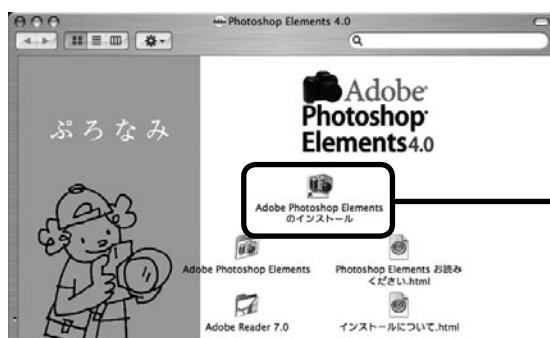 Photoshop Elements 4.0
ぷろなみ
Adobe
Photoshop
Elements 4.0
Adobe Photoshop Elements
のインストール
Adobe Photoshop Elements
Photoshop Elements お読み
ください.html
Adobe Reader 7.0
インストールについて.html